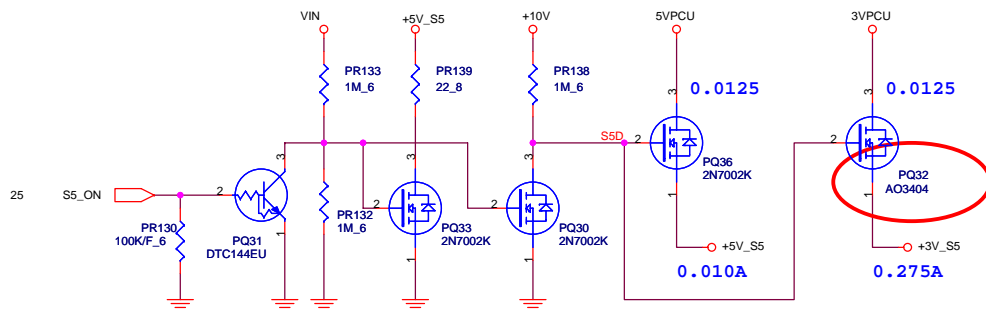 VIN
+5V_S5
+10V
5VPCU
3VPCU
PR133
1M_6
PR139
22_8
PR138
1M_6
0.0125
0.0125
3
3
3
3
3
S5D
2
2
PQ36
2N7002K
PQ32
AO3404
25
S5_ON
2
2
2
PR130
100K/F_6
PQ31
DTC144EU
PR132
1M_6
PQ33
2N7002K
PQ30
2N7002K
1
1
1
1
1
+5V_S5
+3V_S5
0.010A
0.275A